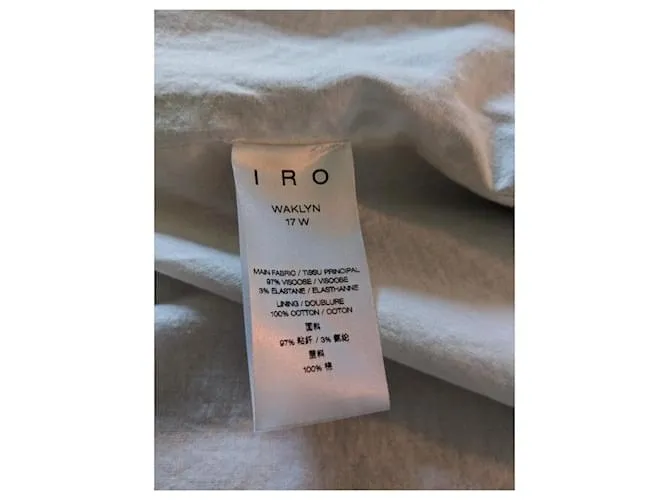 IRO
WAKLYN
17 W
MAIN FABRIC / TISSU PRINCIPAL
97% VISCOSE / VISCOSE
3% ELASTANE / ELASTHANNE
LINING / DOUBLURE
100% COTTON / COTON
面料
97% 粘纤 / 3% 氨纶
里料
100% 棉